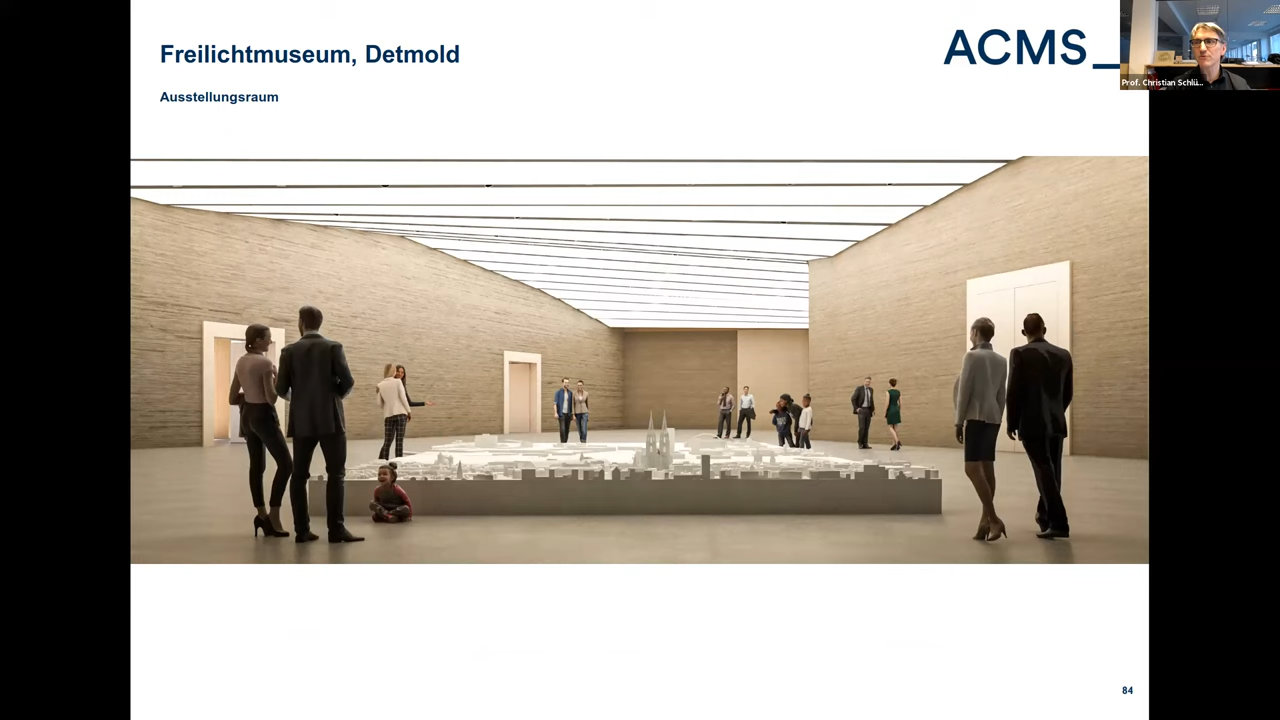 Freilichtmuseum, Detmold
ACMS_
Ausstellungsraum
Prof. Christian Schlü...
84